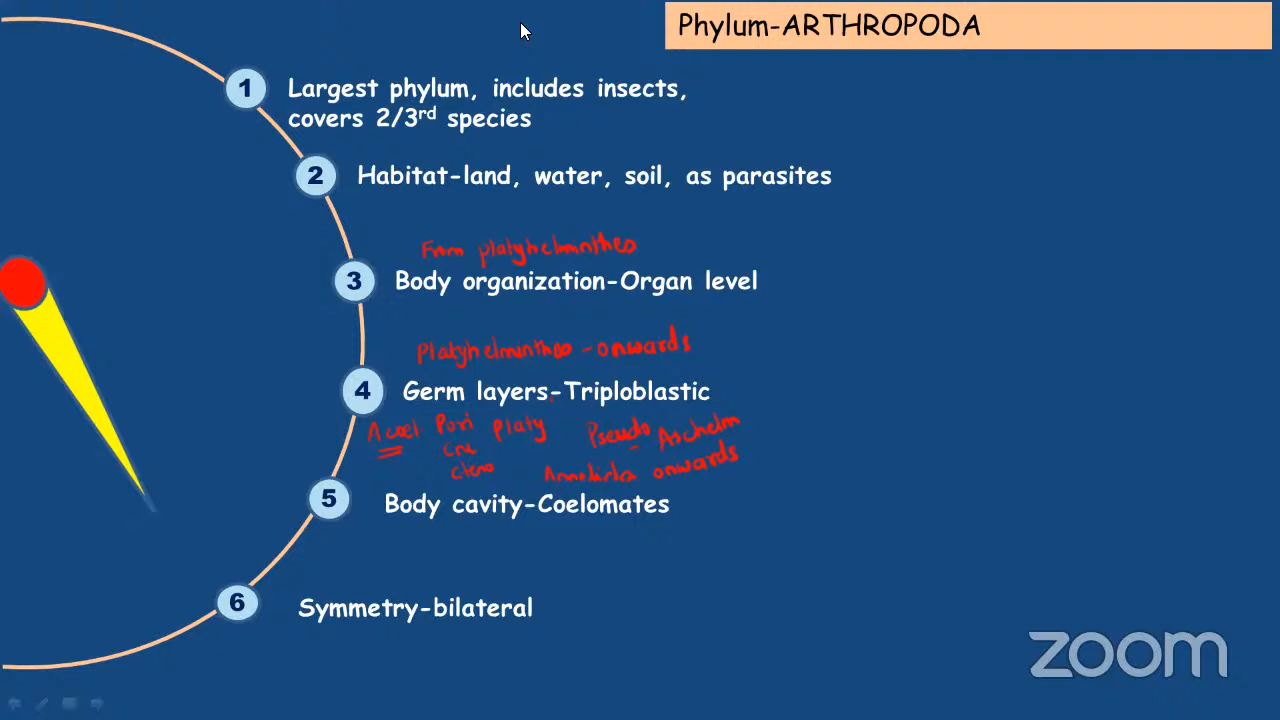 Phylum-ARTHROPODA
1
Largest phylum, includes insects,
covers 2/3rd species
2
Habitat-land, water, soil, as parasites
From platyhelminthes
3
Body organization-Organ level
Platyhelminthes - onwards
4
Germ layers-Triploblastic
Acoel Pori platy Pseudo Aschelm
cteno Annelida onwards
5
Body cavity-Coelomates
6
Symmetry-bilateral
zoom